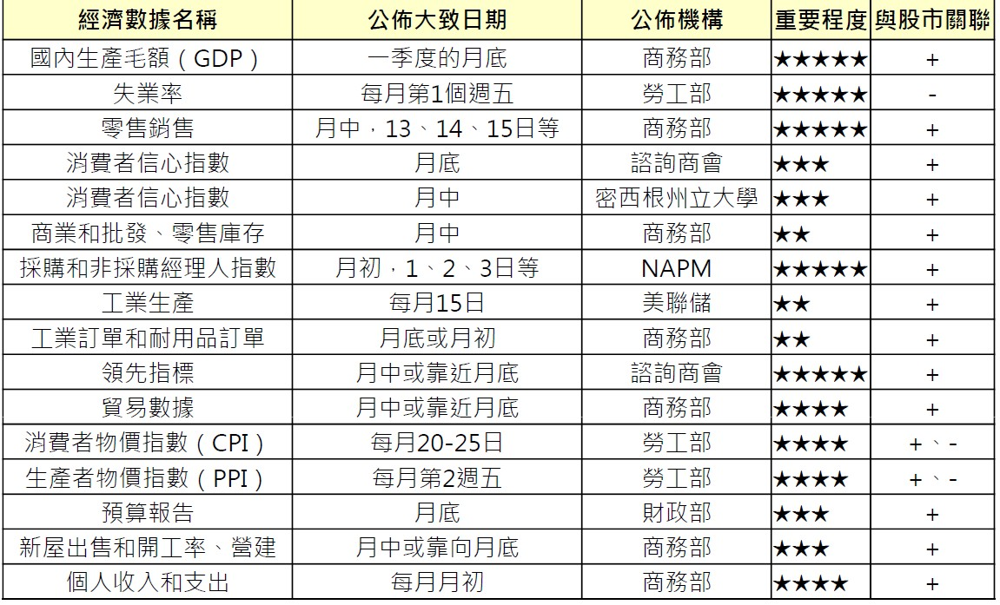 經濟數據名稱 公佈大致日期 公佈機構 重要程度 與股市關聯
國內生產毛額(GDP) 一季度的月底 商務部 ★★★★★ +
失業率 每月第1個週五 勞工部 ★★★★★ -
零售銷售 月中，13、14、15日等 商務部 ★★★★★ +
消費者信心指數 月底 諮詢商會 ★★★ +
消費者信心指數 月中 密西根州立大學 ★★★ +
商業和批發、零售庫存 月中 商務部 ★★ +
採購和非採購經理人指數 月初，1、2、3日等 NAPM ★★★★★ +
工業生產 每月15日 美聯儲 ★★ +
工業訂單和耐用品訂單 月底或月初 商務部 ★★ +
領先指標 月中或靠近月底 諮詢商會 ★★★★★ +
貿易數據 月中或靠近月底 商務部 ★★★★ +
消費者物價指數(CPI) 每月20-25日 勞工部 ★★★★ +、-
生產者物價指數(PPI) 每月第2週五 勞工部 ★★★★ +、-
預算報告 月底 財政部 ★★★ +
新屋出售和開工率、營建 月中或靠向月底 商務部 ★★★ +
個人收入和支出 每月月初 商務部 ★★★★ +